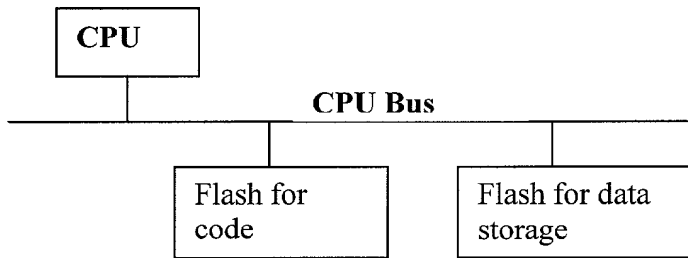 CPU
CPU Bus
Flash for
code
Flash for data
storage